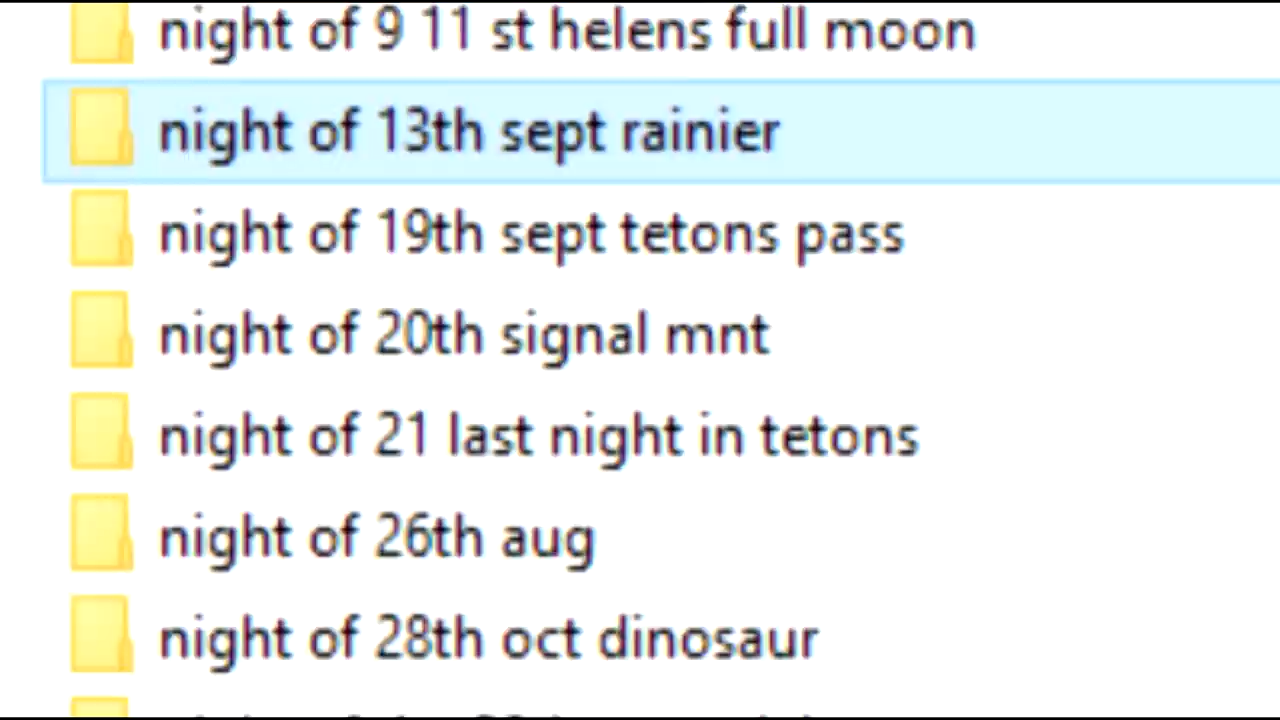 night of 9 11 st helens full moon
night of 13th sept rainier
night of 19th sept tetons pass
night of 20th signal mnt
night of 21 last night in tetons
night of 26th aug
night of 28th oct dinosaur